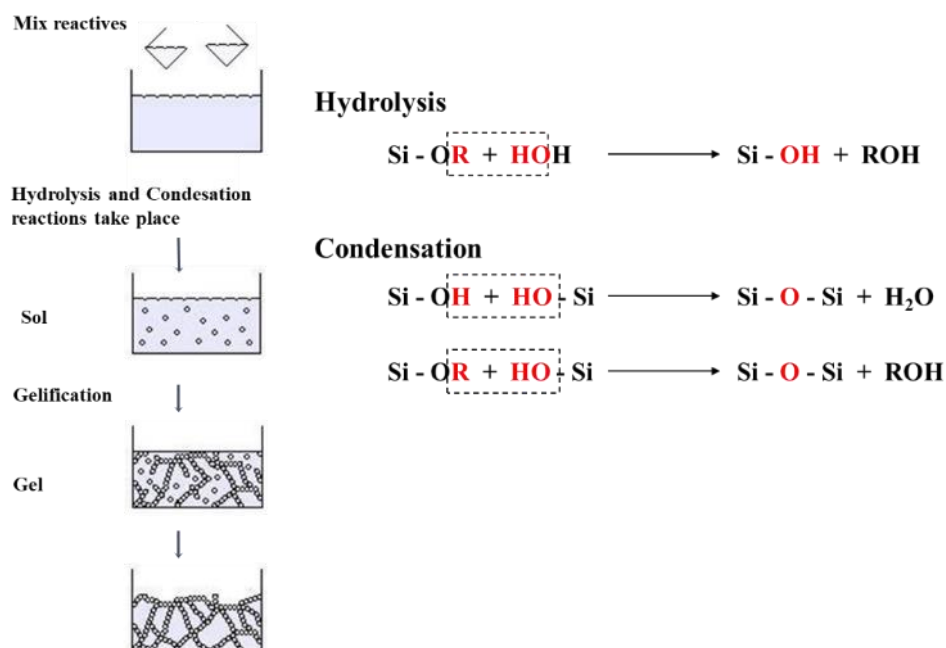 Mix reactives
Hydrolysis and Condesation
reactions take place
Sol
Gelification
Gel
Hydrolysis
Si - OR + HOH → Si - OH + ROH
Condensation
Si - OH + HO - Si → Si - O - Si + H₂O
Si - OR + HO - Si → Si - O - Si + ROH